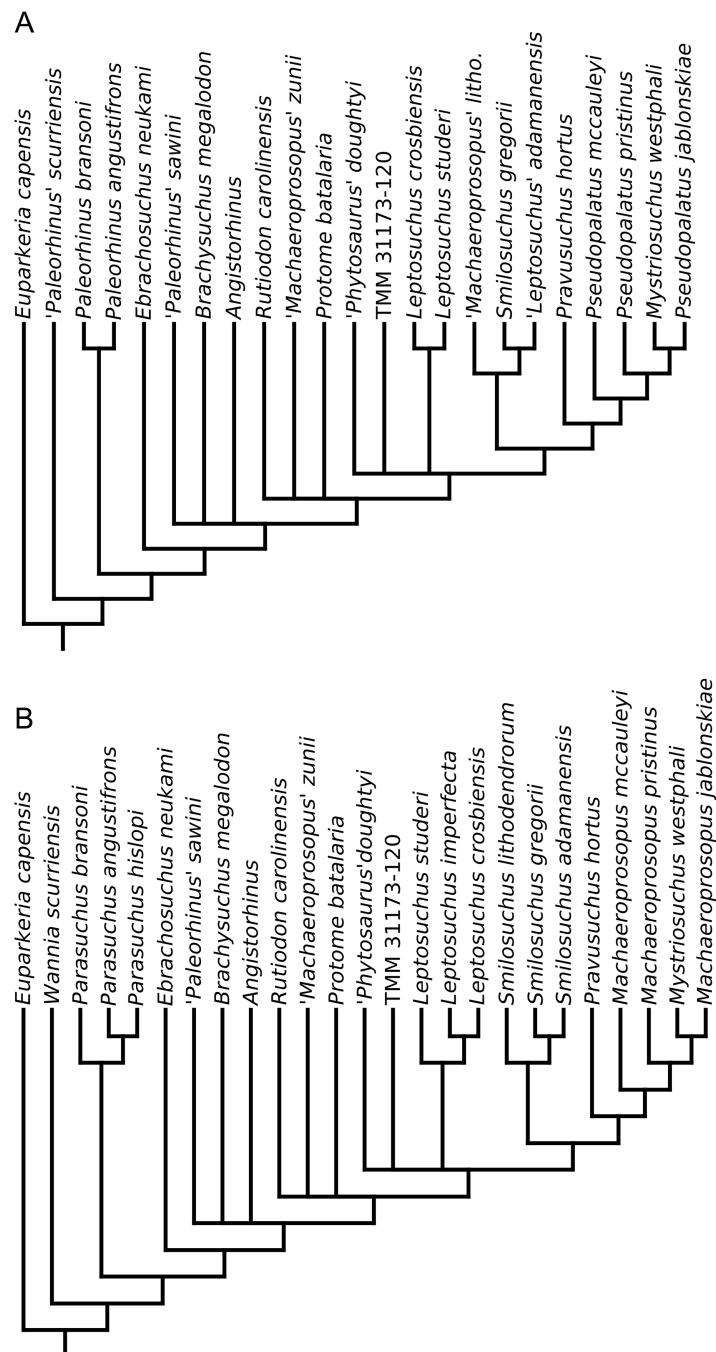 A
Euparkeria capensis
'Paleorhinus' scurriensis
Paleorhinus bransoni
Paleorhinus angustifrons
Ebrachosuchus neukami
'Paleorhinus' sawini
Brachysuchus megalodon
Angistorhinus
Rutiodon carolinensis
'Machaeroprosopus' zunii
Protome batalaria
'Phytosaurus' doughtyi
TMM 31173-120
Leptosuchus crosbiensis
Leptosuchus studeri
'Machaeroprosopus' litho.
Smilosuchus gregorii
'Leptosuchus' adamanensis
Pravusuchus hortus
Pseudopalatus mccauleyi
Pseudopalatus pristinus
Mystriosuchus westphali
Pseudopalatus jablonskiae
B
Euparkeria capensis
Wannia scurriensis
Parasuchus bransoni
Parasuchus angustifrons
Parasuchus hislopi
Ebrachosuchus neukami
'Paleorhinus' sawini
Brachysuchus megalodon
Angistorhinus
Rutiodon carolinensis
'Machaeroprosopus' zunii
Protome batalaria
'Phytosaurus'doughtyi
TMM 31173-120
Leptosuchus studeri
Leptosuchus imperfecta
Leptosuchus crosbiensis
Smilosuchus lithodendrorum
Smilosuchus gregorii
Smilosuchus adamanensis
Pravusuchus hortus
Machaeroprosopus mccauleyi
Machaeroprosopus pristinus
Mystriosuchus westphali
Machaeroprosopus jablonskiae